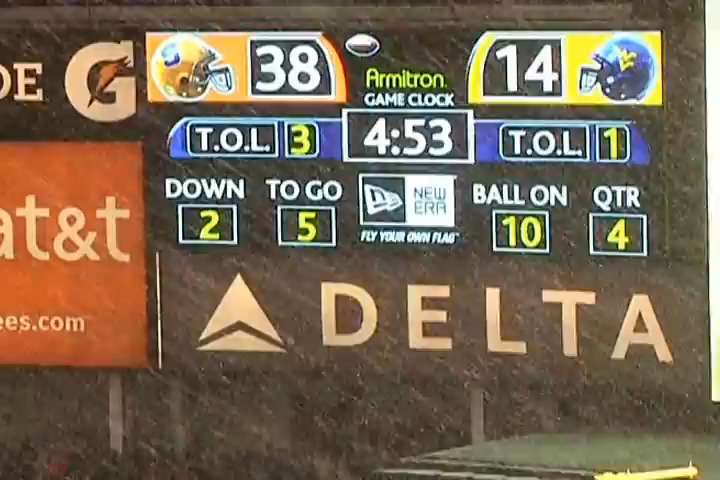 DE G
38 14
Armitron
GAME CLOCK
T.O.L. 3 4:53 T.O.L. 1
DOWN TO GO NEW ERA BALL ON QTR
2 5 10 4
FLY YOUR OWN FLAG
at&t
ees.com
DELTA